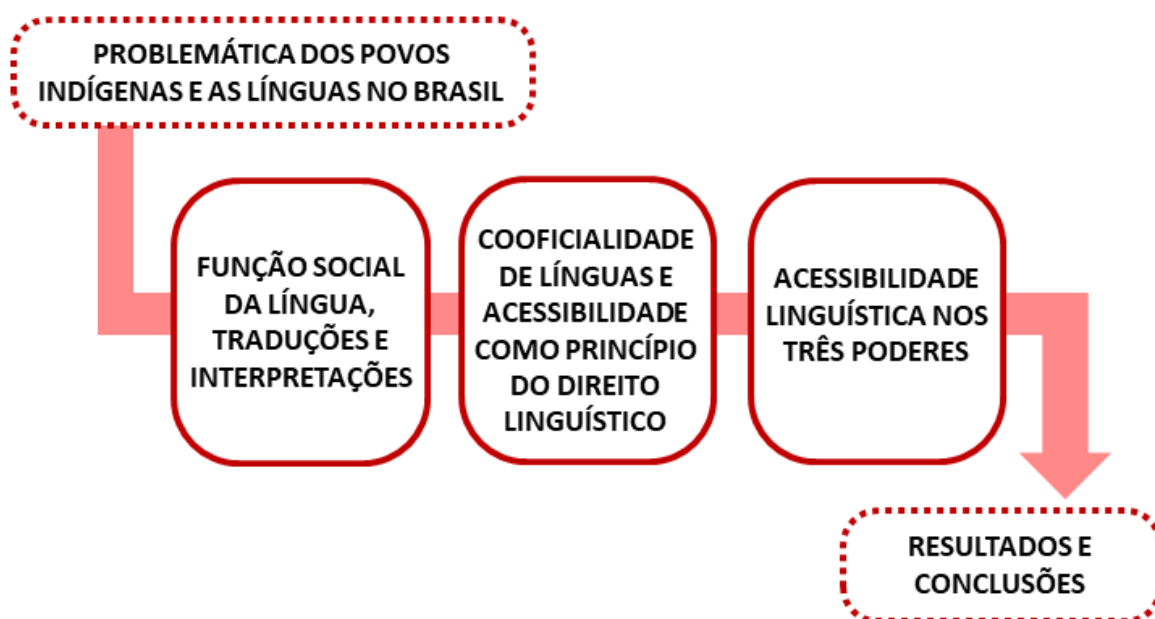 PROBLEMÁTICA DOS POVOS
INDÍGENAS E AS LÍNGUAS NO BRASIL
FUNÇÃO SOCIAL
DA LÍNGUA,
TRADUÇÕES E
INTERPRETAÇÕES
COOFICIALIDADE
DE LÍNGUAS E
ACESSIBILIDADE
COMO PRINCÍPIO
DO DIREITO
LINGUÍSTICO
ACESSIBILIDADE
LINGUÍSTICA NOS
TRÊS PODERES
RESULTADOS E
CONCLUSÕES